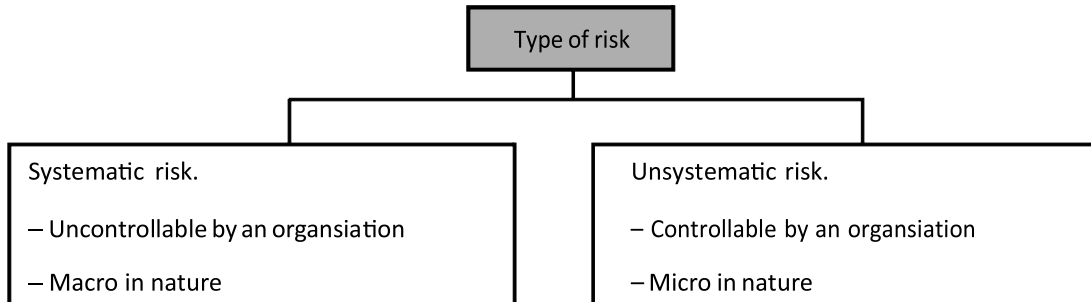 Type of risk
Systematic risk.
– Uncontrollable by an organsiation
– Macro in nature
Unsystematic risk.
– Controllable by an organsiation
– Micro in nature